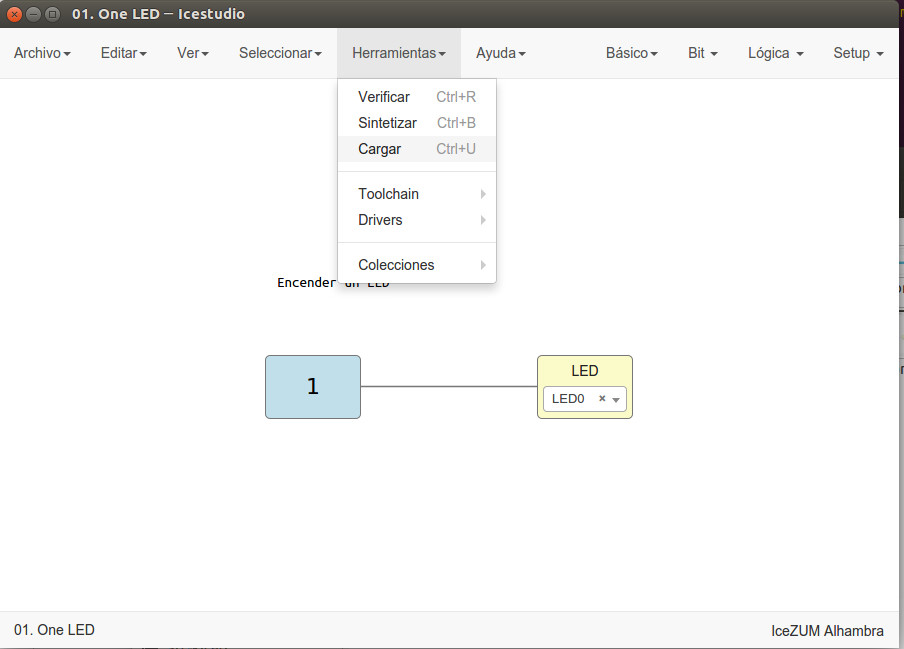 01. One LED — Icestudio
Archivo Editar Ver Seleccionar Herramientas Ayuda Básico Bit Lógica Setup
Verificar Ctrl+R
Sintetizar Ctrl+B
Cargar Ctrl+U
Toolchain
Drivers
Colecciones
Encender un LED
1
LED
LED0 ×
01. One LED
IceZUM Alhambra